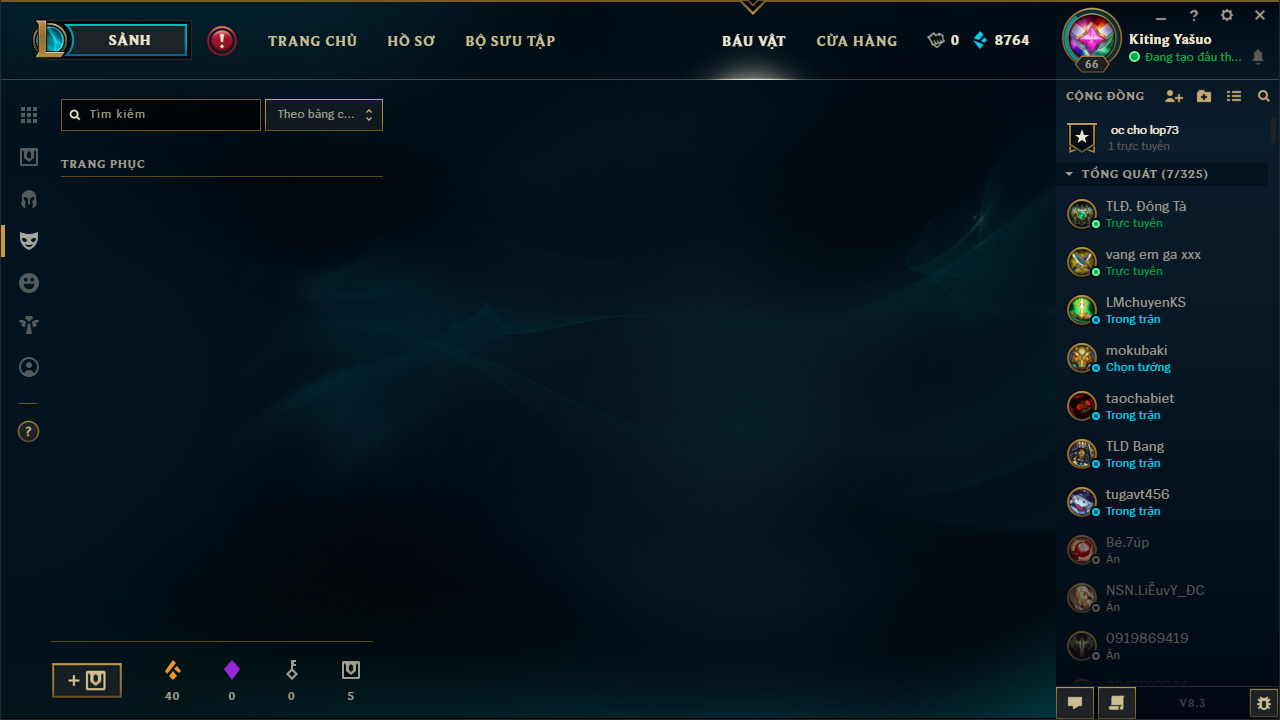 SẢNH
TRANG CHỦ
HỒ SƠ
BỘ SƯU TẬP
BÁU VẬT
CỬA HÀNG
0
8764
66
Kiting Yašuo
Đang tạo đấu th...
Tìm kiếm
Theo bảng c...
TRANG PHỤC
?
40
0
0
5
CỘNG ĐỒNG
oc cho lop73
1 trực tuyến
TỔNG QUÁT (7/325)
TLĐ. Đông Tà
Trực tuyến
vang em ga xxx
Trực tuyến
LMchuyenKS
Trong trận
mokubaki
Chọn tướng
taochabiet
Trong trận
TLD Bang
Trong trận
tugavt456
Trong trận
Bé.7úp
Ẩn
NSN.LiỄuvY_ĐC
Ẩn
0919869419
Ẩn
V8.3